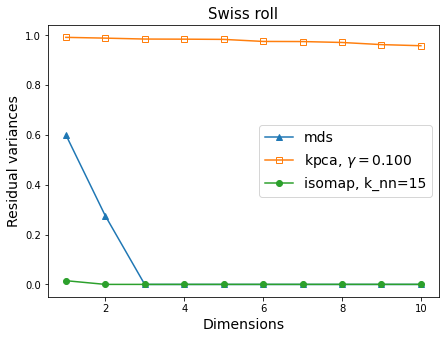 Swiss roll
Residual variances
1.0
0.8
0.6
0.4
0.2
0.0
mds
kpca, γ = 0.100
isomap, k_nn=15
2 4 6 8 10
Dimensions